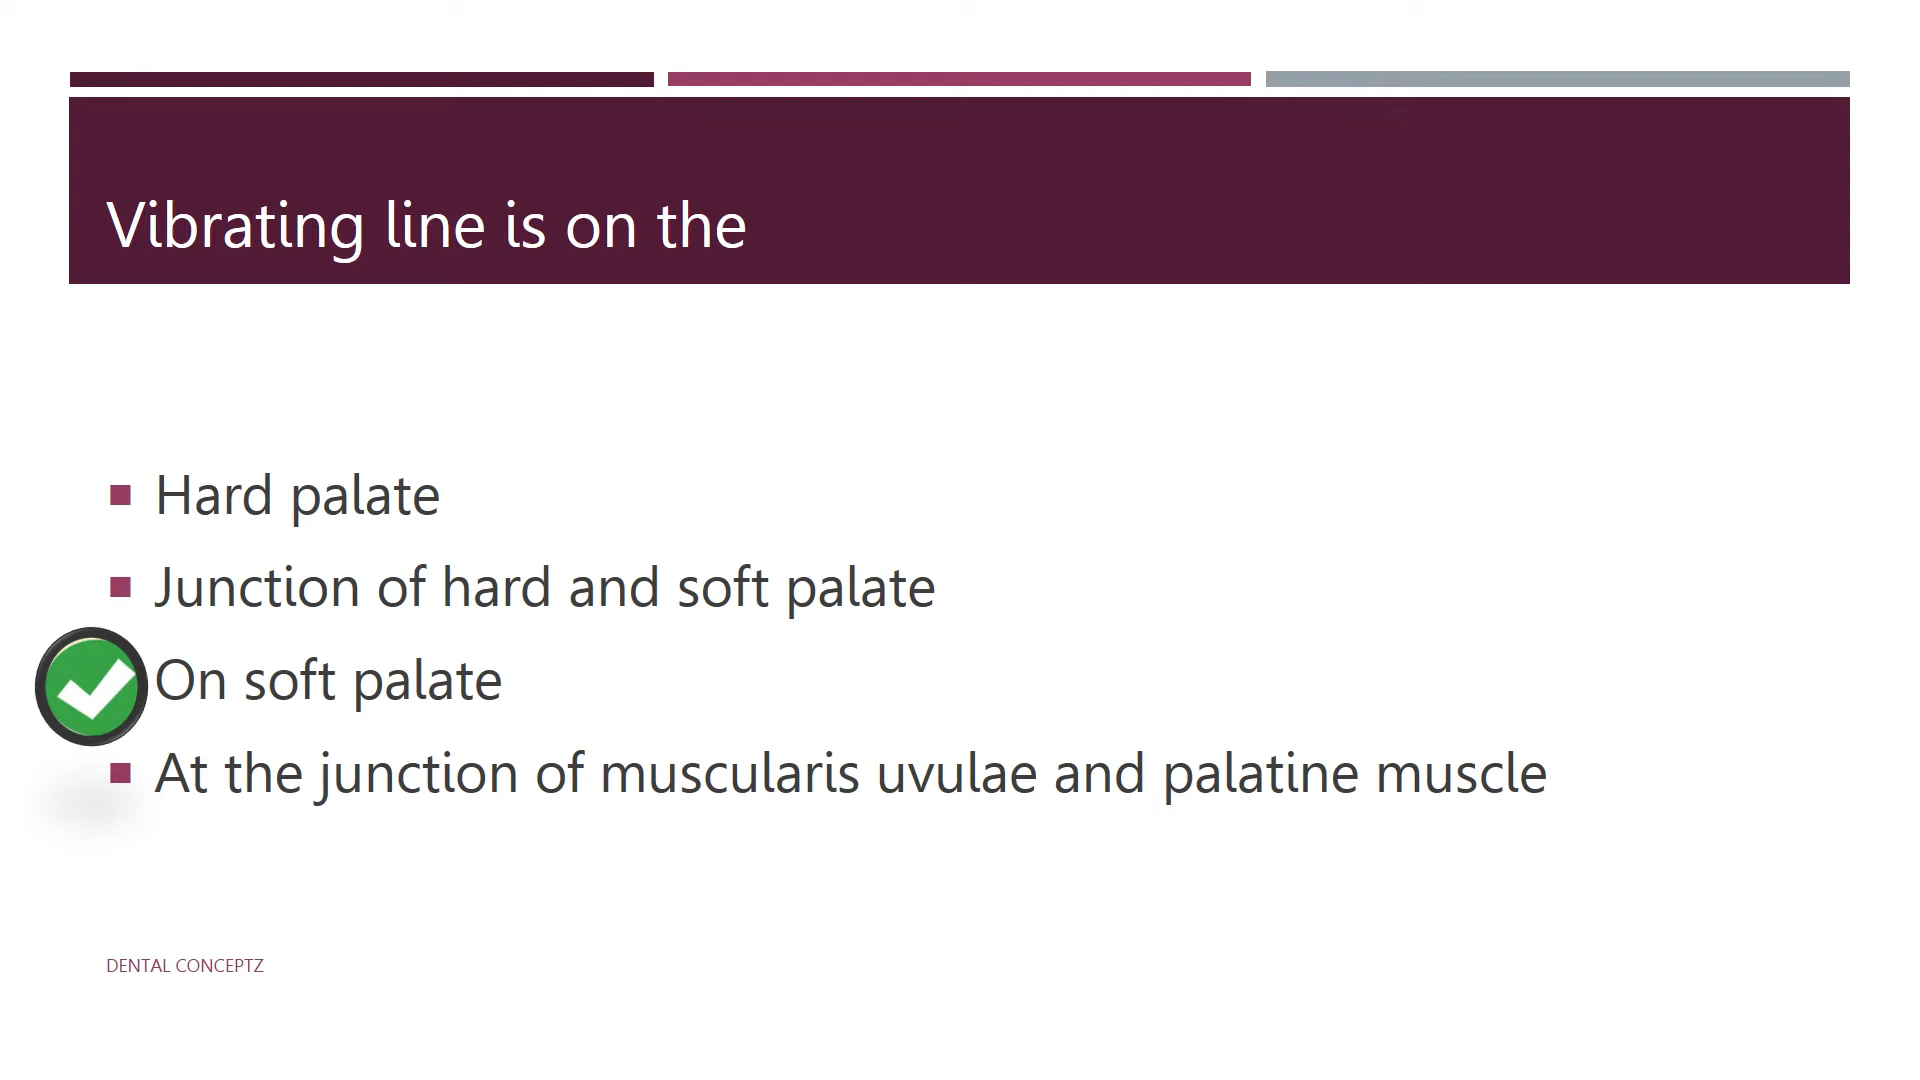 Vibrating line is on the
Hard palate
Junction of hard and soft palate
On soft palate
At the junction of muscularis uvulae and palatine muscle
DENTAL CONCEPTZ